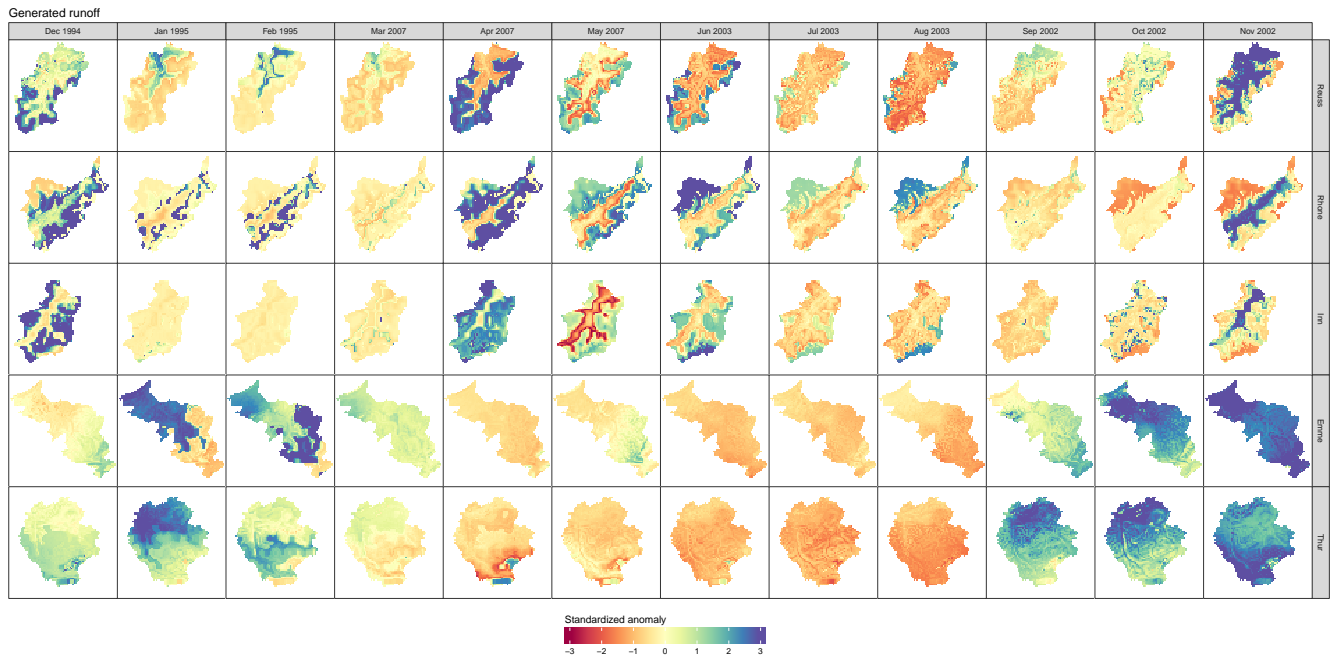 Generated runoff
Dec 1994 Jan 1995 Feb 1995 Mar 2007 Apr 2007 May 2007 Jun 2003 Jul 2003 Aug 2003 Sep 2002 Oct 2002 Nov 2002
Reuss
Rhone
Inn
Emme
Thur
Standardized anomaly
−3 −2 −1 0 1 2 3